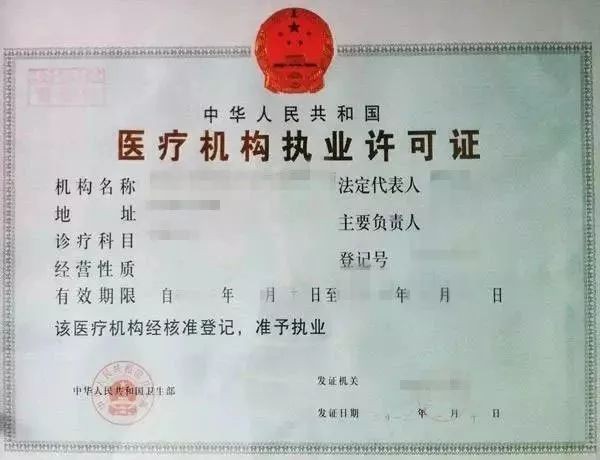 中华人民共和国
医疗机构执业许可证
机构名称 法定代表人
地 址 主要负责人
诊疗科目 登记号
经营性质
有效期限 自 年 月 日至 年 月 日
该医疗机构经核准登记，准予执业
中华人民共和国卫生部 发证机关
发证日期 年 月 日